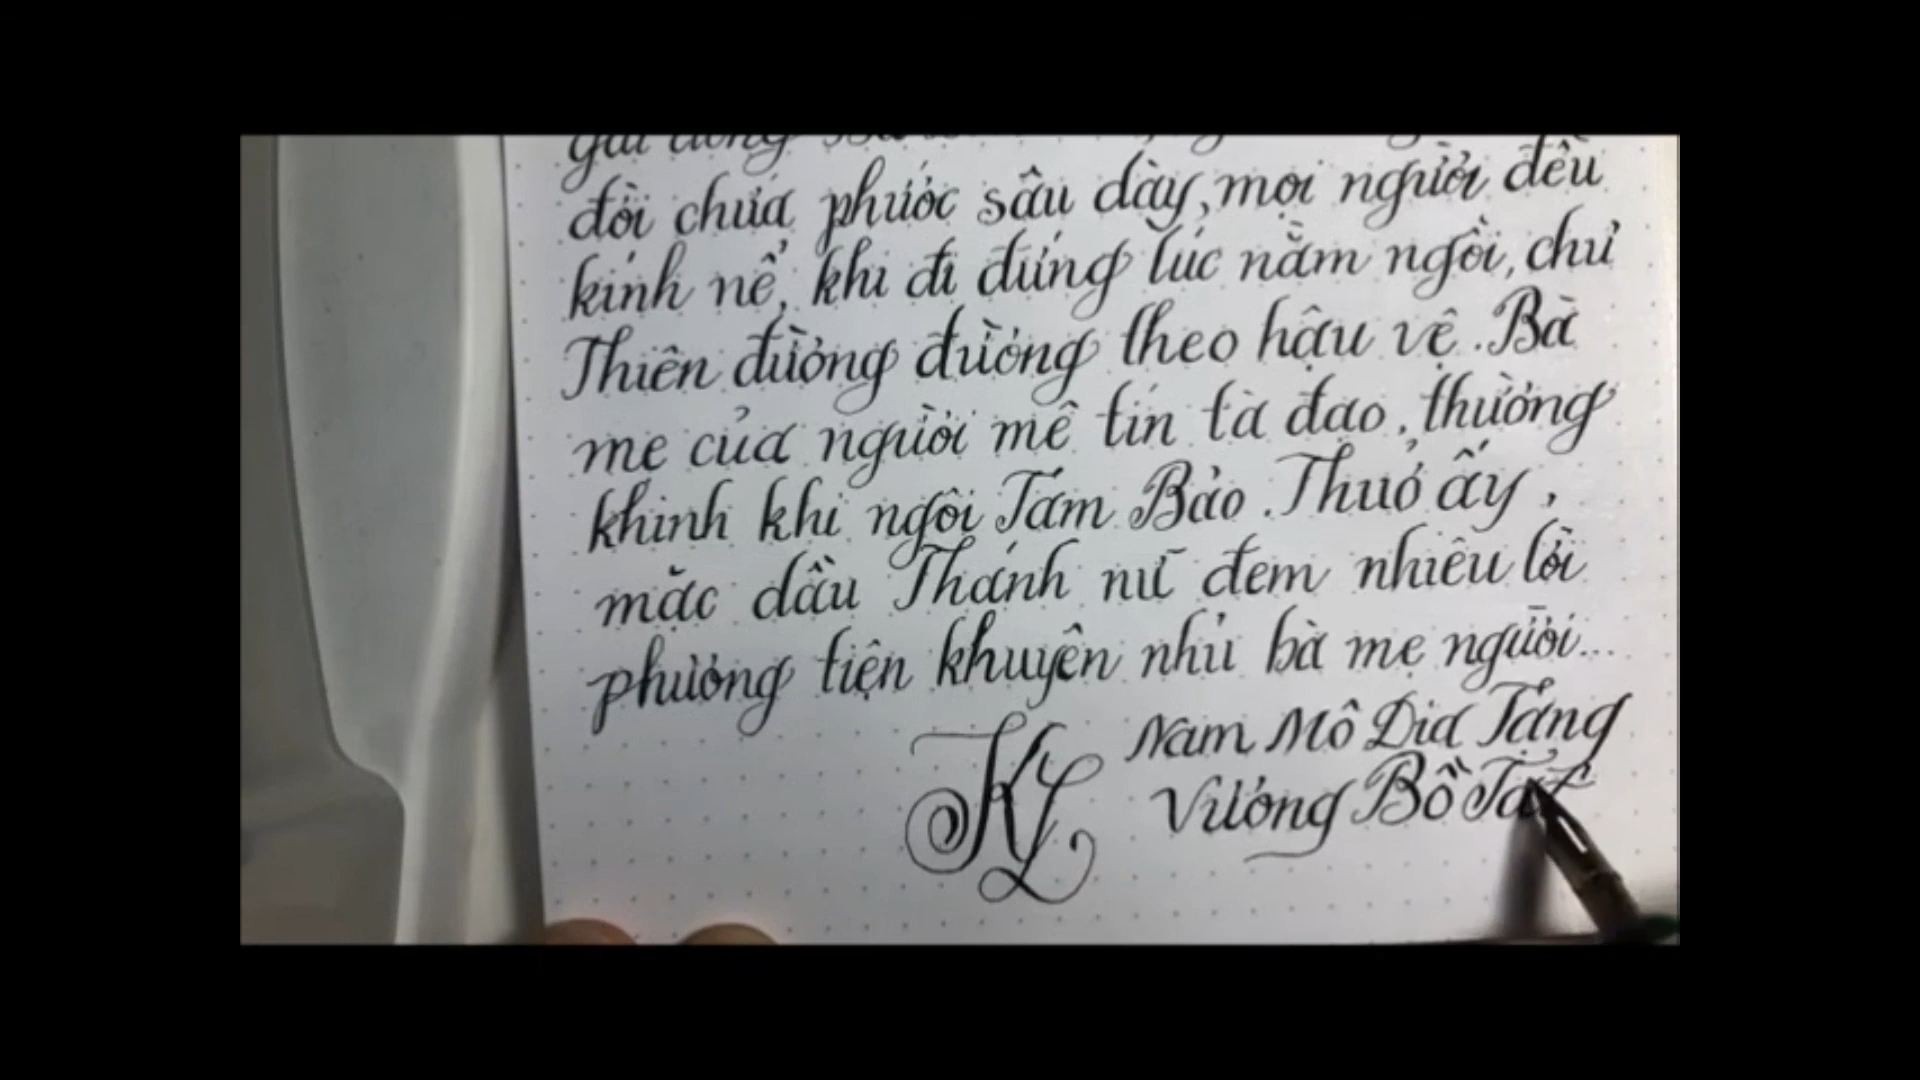 đời chứa phước sâu dày, mọi người đều
kính nể, khi đi đứng lúc nằm ngồi, chư
Thiên đường đường theo hậu vệ. Bà
mẹ của người mê tín tà đạo, thường
khinh khi ngôi Tam Bảo. Thuở ấy,
mặc dầu Thánh nữ đem nhiều lời
phương tiện khuyên nhủ bà mẹ người...
Nam Mô Địa Tạng
Vương Bồ Tát
KL